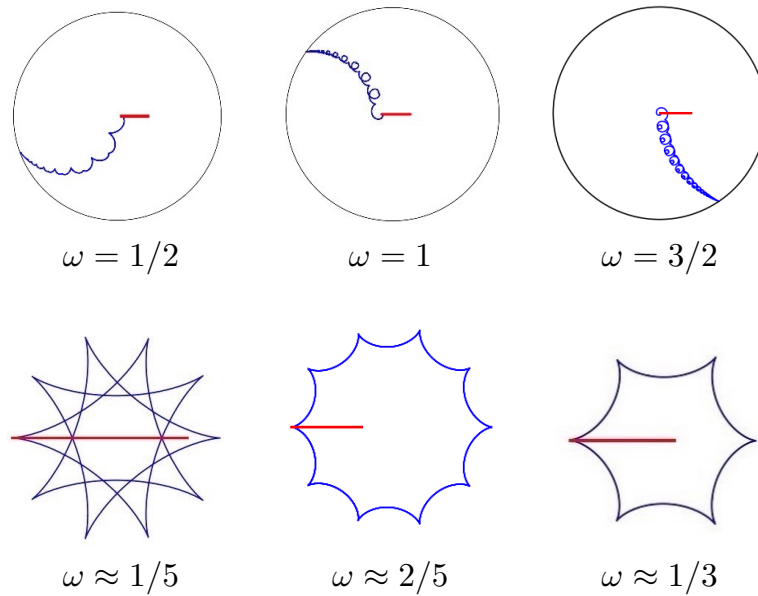 ω = 1/2
ω = 1
ω = 3/2
ω ≈ 1/5
ω ≈ 2/5
ω ≈ 1/3